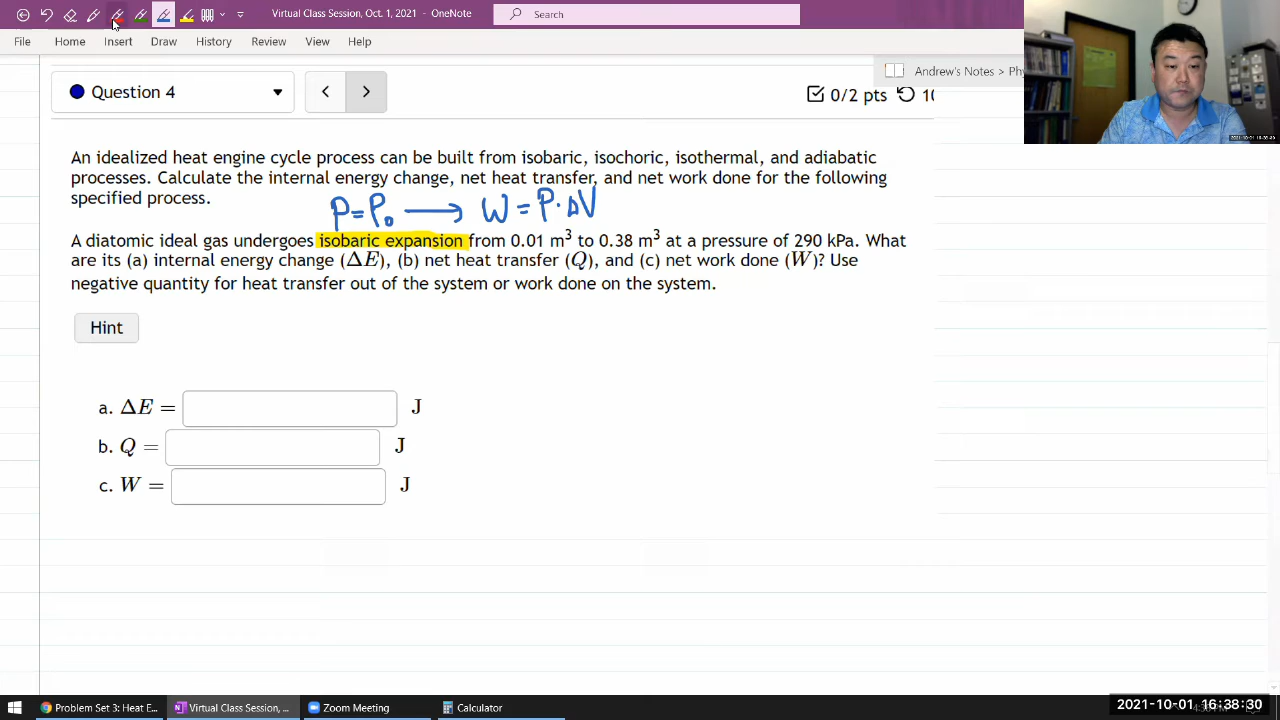 Virtual Class Session, Oct. 1, 2021 - OneNote
Search
File Home Insert Draw History Review View Help
Andrew's Notes > Ph
Question 4
0/2 pts 10
An idealized heat engine cycle process can be built from isobaric, isochoric, isothermal, and adiabatic
processes. Calculate the internal energy change, net heat transfer, and net work done for the following
specified process.
P=P₀ → W=P·ΔV
A diatomic ideal gas undergoes isobaric expansion from 0.01 m³ to 0.38 m³ at a pressure of 290 kPa. What
are its (a) internal energy change (ΔE), (b) net heat transfer (Q), and (c) net work done (W)? Use
negative quantity for heat transfer out of the system or work done on the system.
Hint
a. ΔE = J
b. Q = J
c. W = J
Problem Set 3: Heat E... Virtual Class Session, ... Zoom Meeting Calculator
2021-10-01 16:38:30